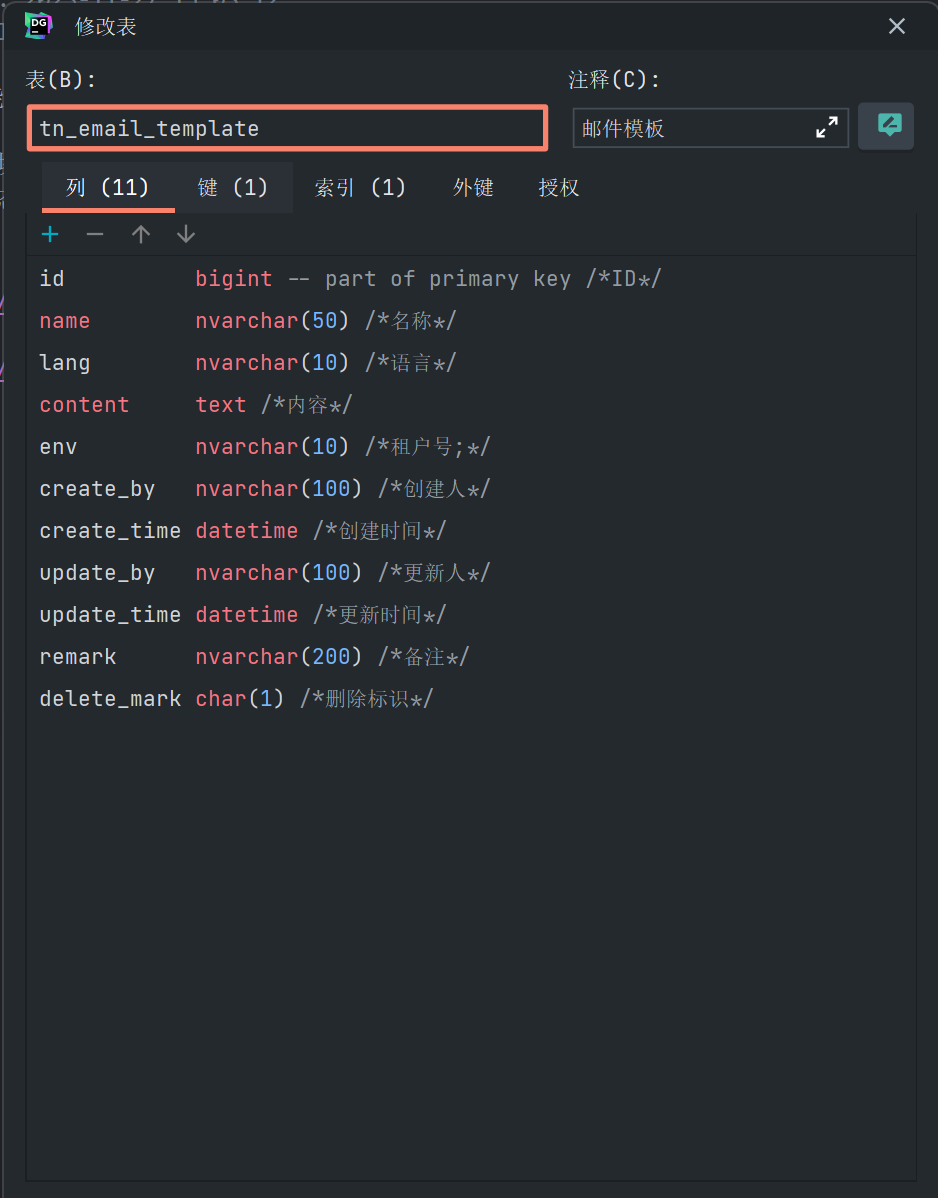 DG
修改表
表(B):
注释(C):
tn_email_template
邮件模板
列 (11) 键 (1) 索引 (1) 外键 授权
id bigint -- part of primary key /*ID*/
name nvarchar(50) /*名称*/
lang nvarchar(10) /*语言*/
content text /*内容*/
env nvarchar(10) /*租户号;*/
create_by nvarchar(100) /*创建人*/
create_time datetime /*创建时间*/
update_by nvarchar(100) /*更新人*/
update_time datetime /*更新时间*/
remark nvarchar(200) /*备注*/
delete_mark char(1) /*删除标识*/